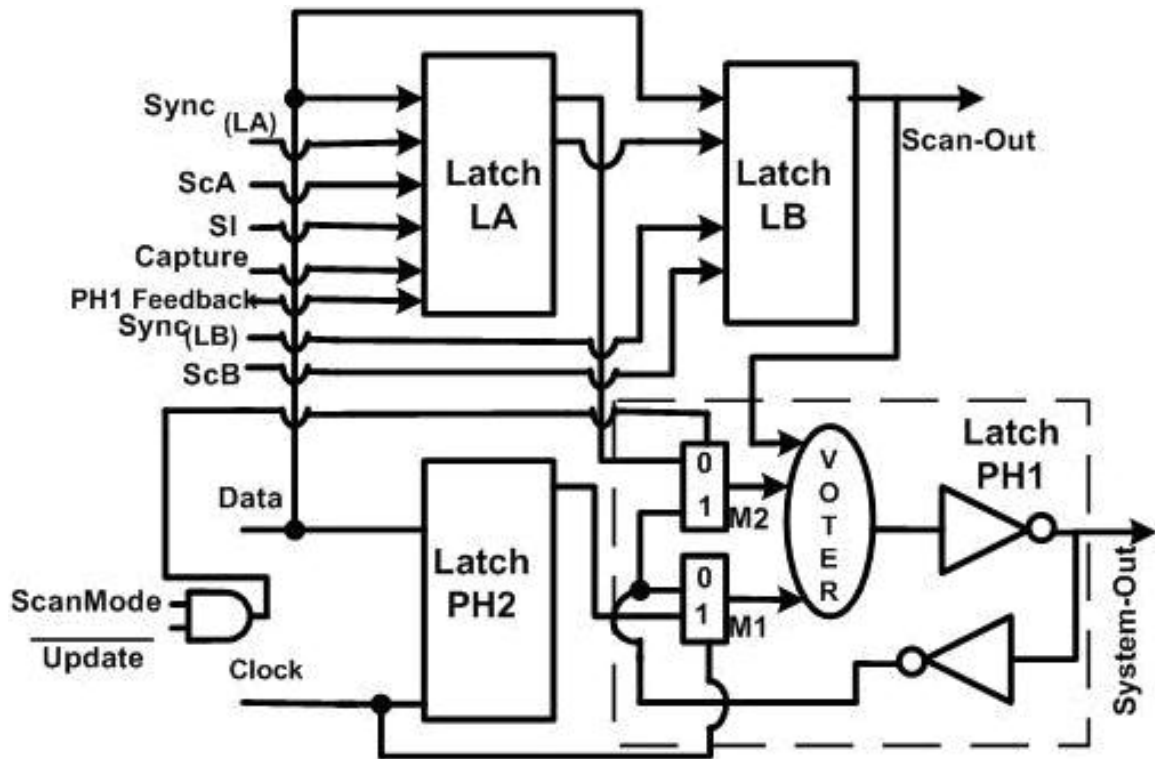 Sync (LA)
ScA
SI
Capture
PH1 Feedback
Sync (LB)
ScB
Latch
LA
Latch
LB
Scan-Out
Data
Clock
ScanMode
Update
Latch
PH2
0
1
M2
0
1
M1
VOTER
Latch
PH1
System-Out